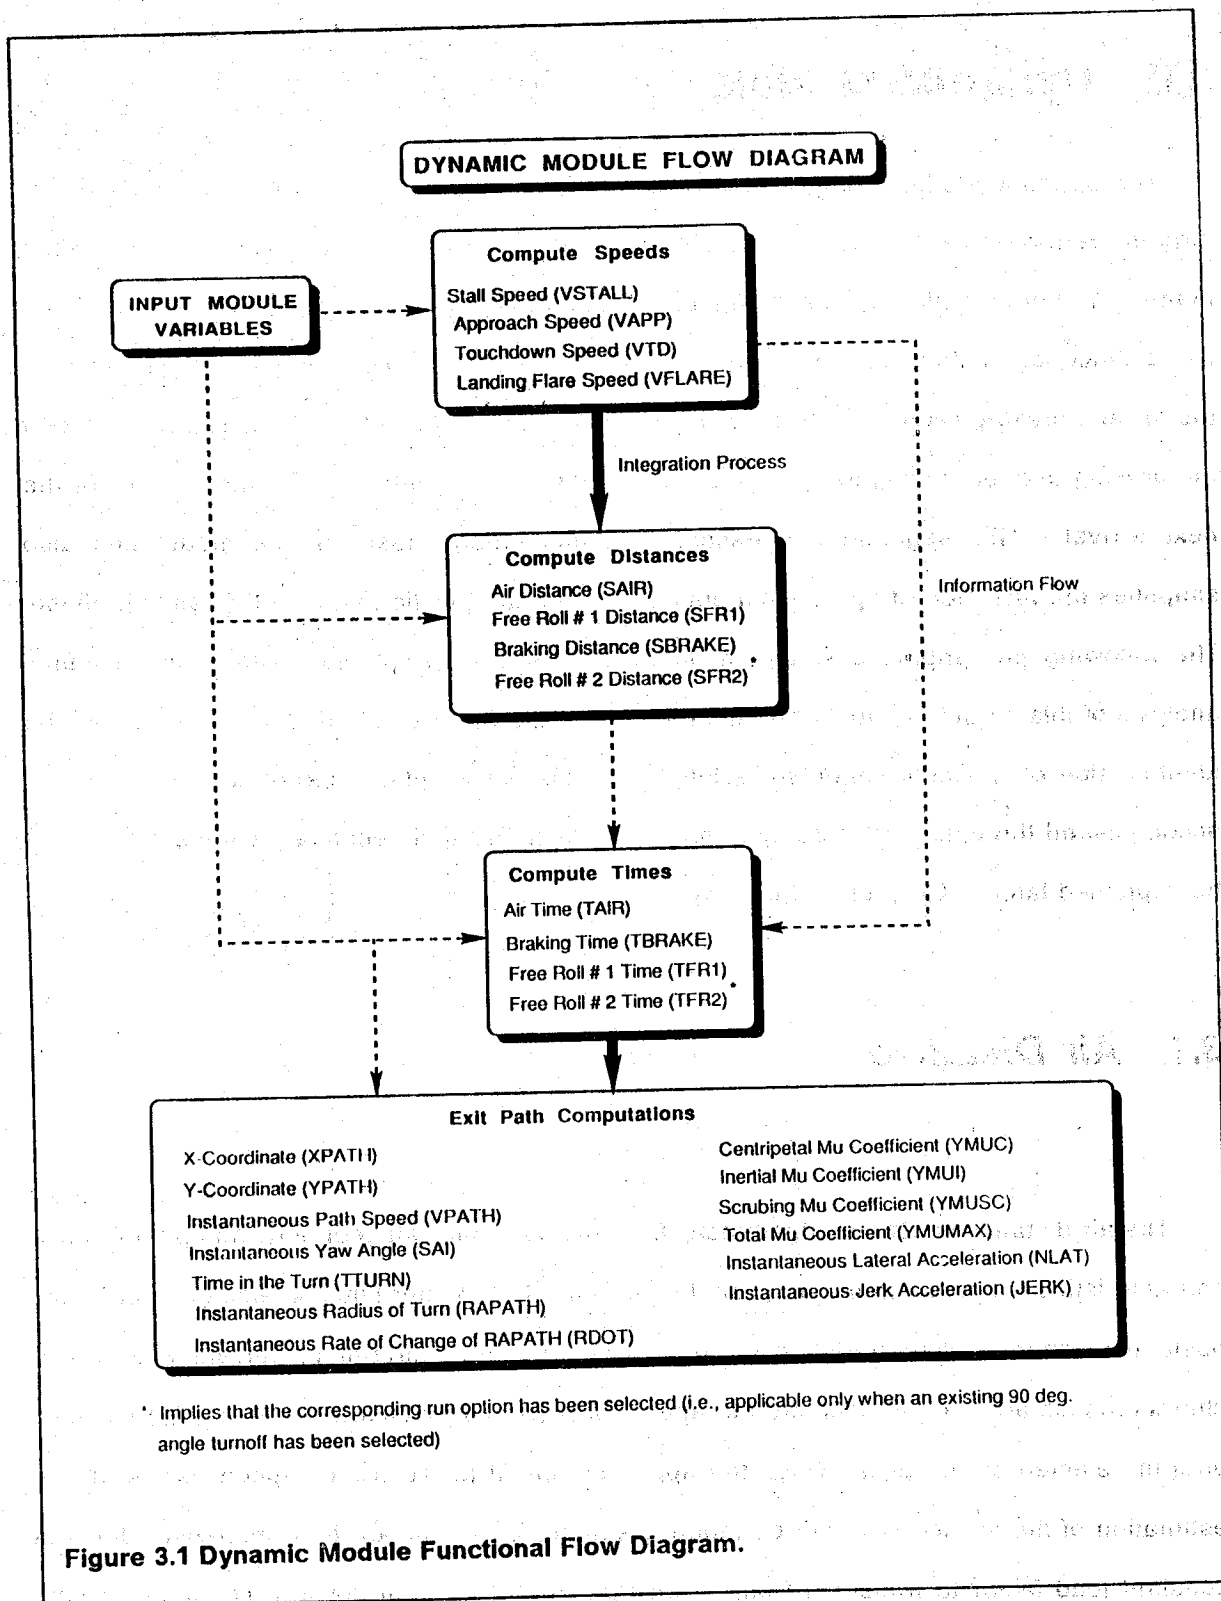 DYNAMIC MODULE FLOW DIAGRAM
INPUT MODULE
VARIABLES
Compute Speeds
Stall Speed (VSTALL)
Approach Speed (VAPP)
Touchdown Speed (VTD)
Landing Flare Speed (VFLARE)
Integration Process
Information Flow
Compute Distances
Air Distance (SAIR)
Free Roll # 1 Distance (SFR1)
Braking Distance (SBRAKE)
Free Roll # 2 Distance (SFR2) *
Compute Times
Air Time (TAIR)
Braking Time (TBRAKE)
Free Roll # 1 Time (TFR1)
Free Roll # 2 Time (TFR2) *
Exit Path Computations
X-Coordinate (XPATH)
Y-Coordinate (YPATH)
Instantaneous Path Speed (VPATH)
Instantaneous Yaw Angle (SAI)
Time in the Turn (TTURN)
Instantaneous Radius of Turn (RAPATH)
Instantaneous Rate of Change of RAPATH (RDOT)
Centripetal Mu Coefficient (YMUC)
Inertial Mu Coefficient (YMUI)
Scrubing Mu Coefficient (YMUSC)
Total Mu Coefficient (YMUMAX)
Instantaneous Lateral Acceleration (NLAT)
Instantaneous Jerk Acceleration (JERK)
* Implies that the corresponding run option has been selected (i.e., applicable only when an existing 90 deg.
angle turnoff has been selected)
Figure 3.1 Dynamic Module Functional Flow Diagram.